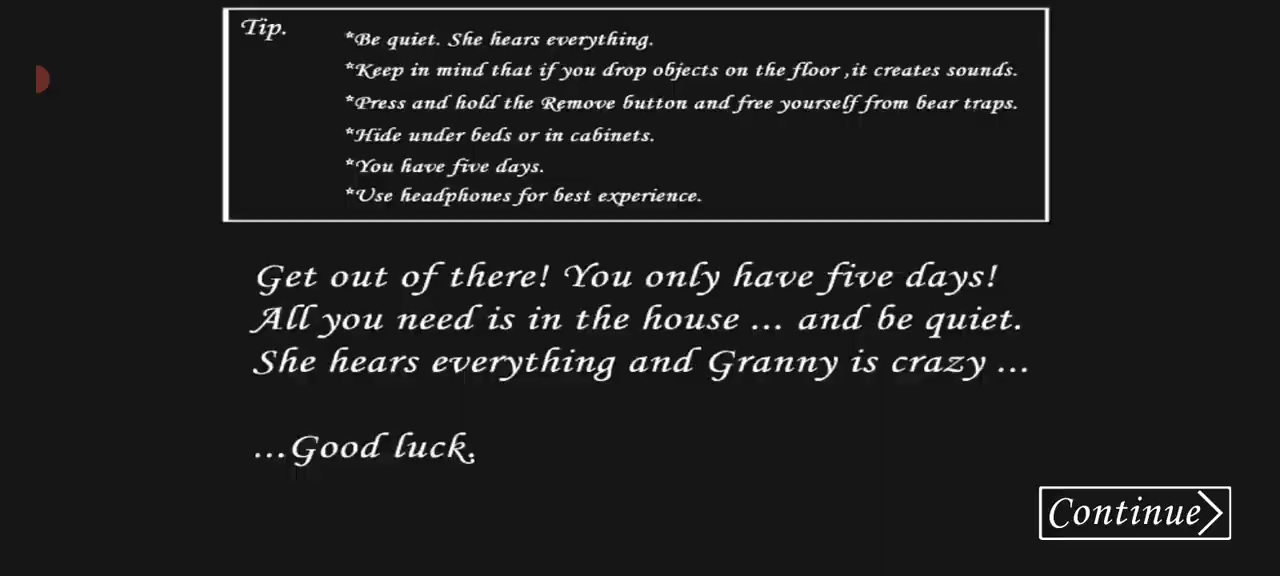 Tip.
*Be quiet. She hears everything.
*Keep in mind that if you drop objects on the floor ,it creates sounds.
*Press and hold the Remove button and free yourself from bear traps.
*Hide under beds or in cabinets.
*You have five days.
*Use headphones for best experience.
Get out of there! You only have five days!
All you need is in the house ... and be quiet.
She hears everything and Granny is crazy ...
...Good luck.
Continue